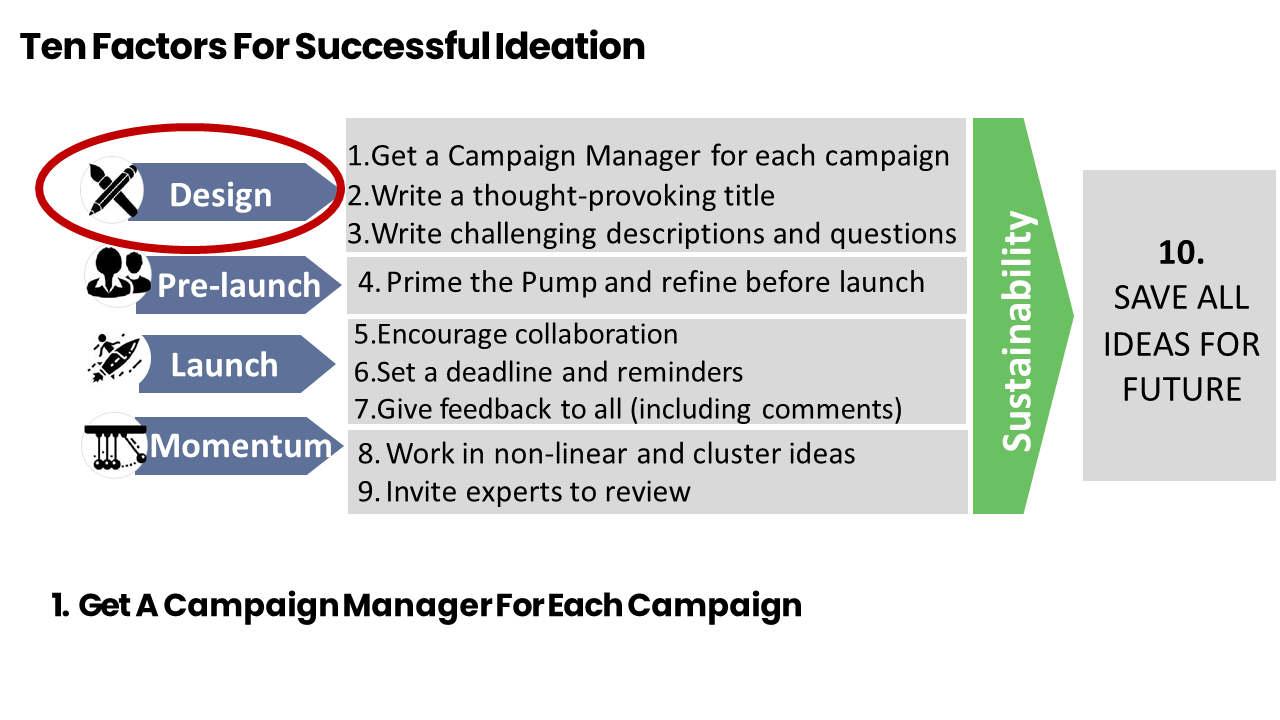 Ten Factors For Successful Ideation
Design
1.Get a Campaign Manager for each campaign
2.Write a thought-provoking title
3.Write challenging descriptions and questions
Pre-launch
4. Prime the Pump and refine before launch
Launch
5.Encourage collaboration
6.Set a deadline and reminders
7.Give feedback to all (including comments)
Momentum
8. Work in non-linear and cluster ideas
9. Invite experts to review
Sustainability
10.
SAVE ALL
IDEAS FOR
FUTURE
1. Get A Campaign Manager For Each Campaign